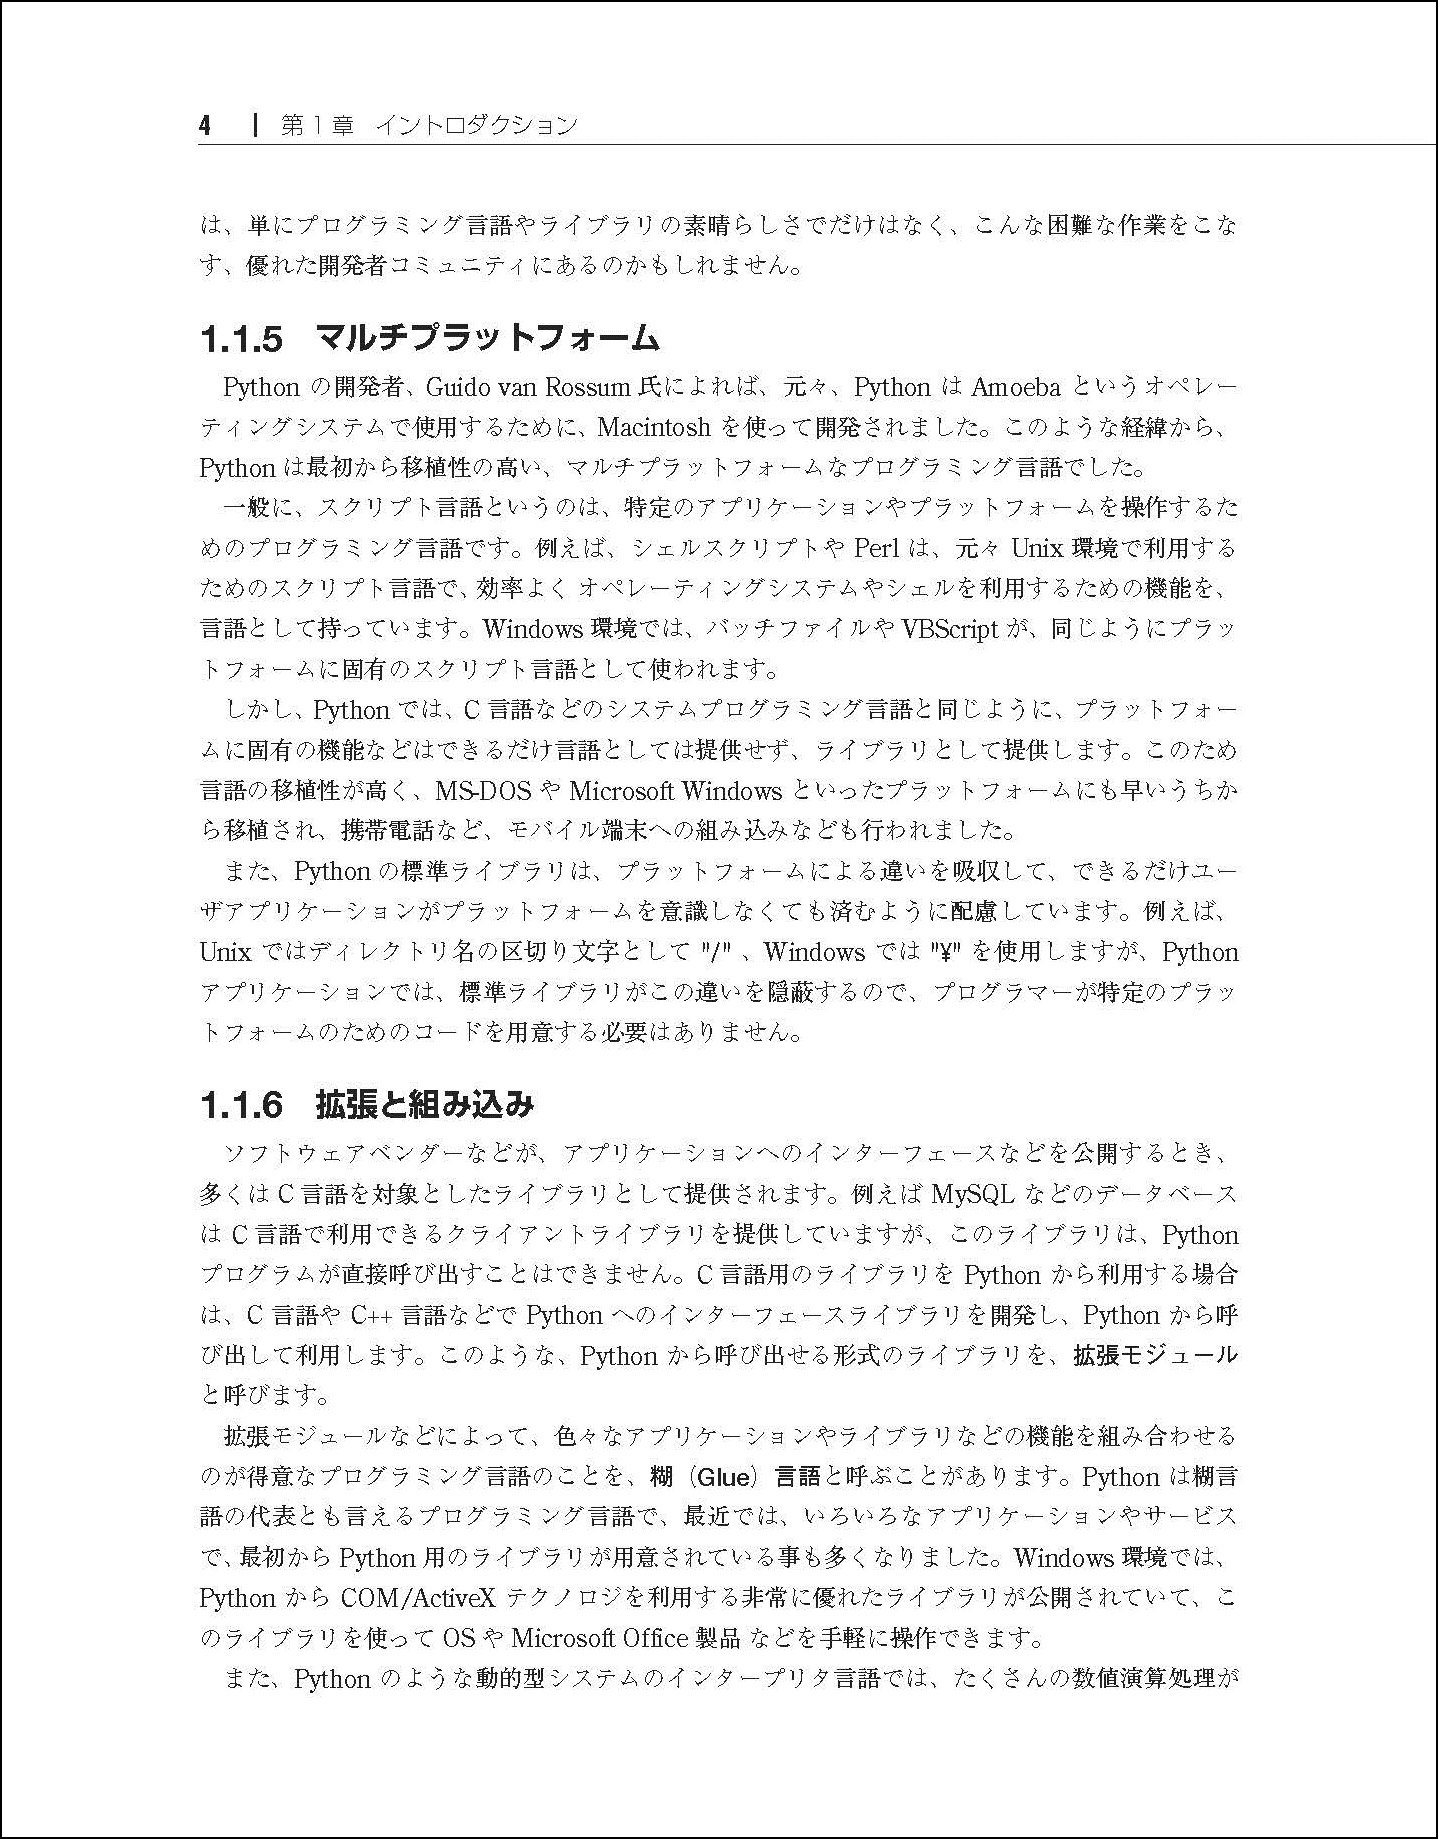 4 | 第 1 章 イントロダクション
は、単にプログラミング言語やライブラリの素晴らしさでだけはなく、こんな困難な作業をこな
す、優れた開発者コミュニティにあるのかもしれません。
1.1.5 マルチプラットフォーム
Python の開発者、Guido van Rossum 氏によれば、元々、Python は Amoeba というオペレー
ティングシステムで使用するために、Macintosh を使って開発されました。このような経緯から、
Python は最初から移植性の高い、マルチプラットフォームなプログラミング言語でした。
一般に、スクリプト言語というのは、特定のアプリケーションやプラットフォームを操作するた
めのプログラミング言語です。例えば、シェルスクリプトや Perl は、元々 Unix 環境で利用する
ためのスクリプト言語で、効率よく オペレーティングシステムやシェルを利用するための機能を、
言語として持っています。Windows 環境では、バッチファイルや VBScript が、同じようにプラッ
トフォームに固有のスクリプト言語として使われます。
しかし、Python では、C 言語などのシステムプログラミング言語と同じように、プラットフォー
ムに固有の機能などはできるだけ言語としては提供せず、ライブラリとして提供します。このため
言語の移植性が高く、MS-DOS や Microsoft Windows といったプラットフォームにも早いうちか
ら移植され、携帯電話など、モバイル端末への組み込みなども行われました。
また、Python の標準ライブラリは、プラットフォームによる違いを吸収して、できるだけユー
ザアプリケーションがプラットフォームを意識しなくても済むように配慮しています。例えば、
Unix ではディレクトリ名の区切り文字として "/" 、Windows では "¥" を使用しますが、Python
アプリケーションでは、標準ライブラリがこの違いを隠蔽するので、プログラマーが特定のプラッ
トフォームのためのコードを用意する必要はありません。
1.1.6 拡張と組み込み
ソフトウェアベンダーなどが、アプリケーションへのインターフェースなどを公開するとき、
多くは C 言語を対象としたライブラリとして提供されます。例えば MySQL などのデータベース
は C 言語で利用できるクライアントライブラリを提供していますが、このライブラリは、Python
プログラムが直接呼び出すことはできません。C 言語用のライブラリを Python から利用する場合
は、C 言語や C++ 言語などで Python へのインターフェースライブラリを開発し、Python から呼
び出して利用します。このような、Python から呼び出せる形式のライブラリを、拡張モジュール
と呼びます。
拡張モジュールなどによって、色々なアプリケーションやライブラリなどの機能を組み合わせる
のが得意なプログラミング言語のことを、糊（Glue）言語と呼ぶことがあります。Python は糊言
語の代表とも言えるプログラミング言語で、最近では、いろいろなアプリケーションやサービス
で、最初から Python 用のライブラリが用意されている事も多くなりました。Windows 環境では、
Python から COM/ActiveX テクノロジを利用する非常に優れたライブラリが公開されていて、こ
のライブラリを使って OS や Microsoft Office 製品 などを手軽に操作できます。
また、Python のような動的型システムのインタープリタ言語では、たくさんの数値演算処理が